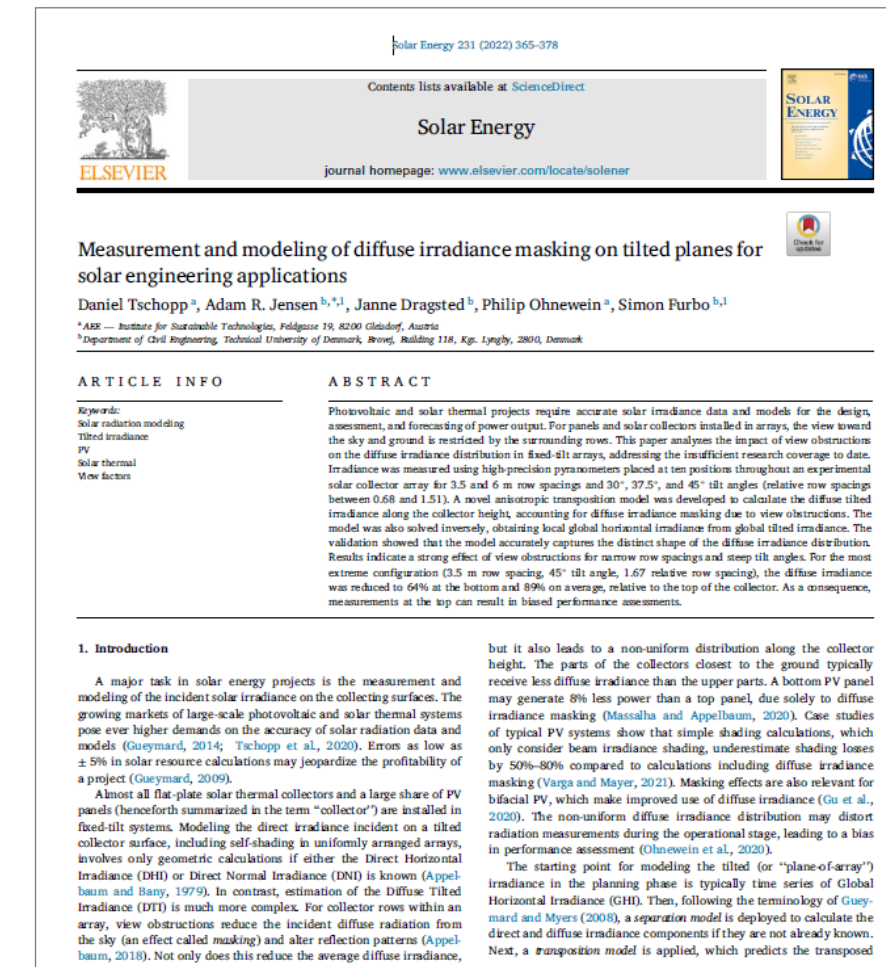 Solar Energy 231 (2022) 365–378
Contents lists available at ScienceDirect
Solar Energy
journal homepage: www.elsevier.com/locate/solener
ELSEVIER
SOLAR
ENERGY
Check for
updates
Measurement and modeling of diffuse irradiance masking on tilted planes for
solar engineering applications
Daniel Tschopp a, Adam R. Jensen b,*,1, Janne Dragsted b, Philip Ohnewein a, Simon Furbo b,1
a AEE — Institute for Sustainable Technologies, Feldgasse 19, 8200 Gleisdorf, Austria
b Department of Civil Engineering, Technical University of Denmark, Brovej, Building 118, Kgs. Lyngby, 2800, Denmark
ARTICLE INFO
Keywords:
Solar radiation modeling
Tilted irradiance
PV
Solar thermal
View factors
ABSTRACT
Photovoltaic and solar thermal projects require accurate solar irradiance data and models for the design,
assessment, and forecasting of power output. For panels and solar collectors installed in arrays, the view toward
the sky and ground is restricted by the surrounding rows. This paper analyzes the impact of view obstructions
on the diffuse irradiance distribution in fixed-tilt arrays, addressing the insufficient research coverage to date.
Irradiance was measured using high-precision pyranometers placed at ten positions throughout an experimental
solar collector array for 3.5 and 6 m row spacings and 30°, 37.5°, and 45° tilt angles (relative row spacings
between 0.68 and 1.51). A novel anisotropic transposition model was developed to calculate the diffuse tilted
irradiance along the collector height, accounting for diffuse irradiance masking due to view obstructions. The
model was also solved inversely, obtaining local global horizontal irradiance from global tilted irradiance. The
validation showed that the model accurately captures the distinct shape of the diffuse irradiance distribution.
Results indicate a strong effect of view obstructions for narrow row spacings and steep tilt angles. For the most
extreme configuration (3.5 m row spacing, 45° tilt angle, 1.67 relative row spacing), the diffuse irradiance
was reduced to 64% at the bottom and 89% on average, relative to the top of the collector. As a consequence,
measurements at the top can result in biased performance assessments.
1. Introduction
A major task in solar energy projects is the measurement and
modeling of the incident solar irradiance on the collecting surfaces. The
growing markets of large-scale photovoltaic and solar thermal systems
pose ever higher demands on the accuracy of solar radiation data and
models (Gueymard, 2014; Tschopp et al., 2020). Errors as low as
± 5% in solar resource calculations may jeopardize the profitability of
a project (Gueymard, 2009).
Almost all flat-plate solar thermal collectors and a large share of PV
panels (henceforth summarized in the term “collector”) are installed in
fixed-tilt systems. Modeling the direct irradiance incident on a tilted
collector surface, including self-shading in uniformly arranged arrays,
involves only geometric calculations if either the Direct Horizontal
Irradiance (DHI) or Direct Normal Irradiance (DNI) is known (Appel-
baum and Bany, 1979). In contrast, estimation of the Diffuse Tilted
Irradiance (DTI) is much more complex. For collector rows within an
array, view obstructions reduce the incident diffuse radiation from
the sky (an effect called masking) and alter reflection patterns (Appel-
baum, 2018). Not only does this reduce the average diffuse irradiance,
but it also leads to a non-uniform distribution along the collector
height. The parts of the collectors closest to the ground typically
receive less diffuse irradiance than the upper parts. A bottom PV panel
may generate 8% less power than a top panel, due solely to diffuse
irradiance masking (Massalha and Appelbaum, 2020). Case studies
of typical PV systems show that simple shading calculations, which
only consider beam irradiance shading, underestimate shading losses
by 50%–80% compared to calculations including diffuse irradiance
masking (Varga and Mayer, 2021). Masking effects are also relevant for
bifacial PV, which make improved use of diffuse irradiance (Gu et al.,
2020). The non-uniform diffuse irradiance distribution may distort
radiation measurements during the operational stage, leading to a bias
in performance assessment (Ohnewein et al., 2020).
The starting point for modeling the tilted (or “plane-of-array”)
irradiance in the planning phase is typically time series of Global
Horizontal Irradiance (GHI). Then, following the terminology of Guey-
mard and Myers (2008), a separation model is deployed to calculate the
direct and diffuse irradiance components if they are not already known.
Next, a transposition model is applied, which predicts the transposed